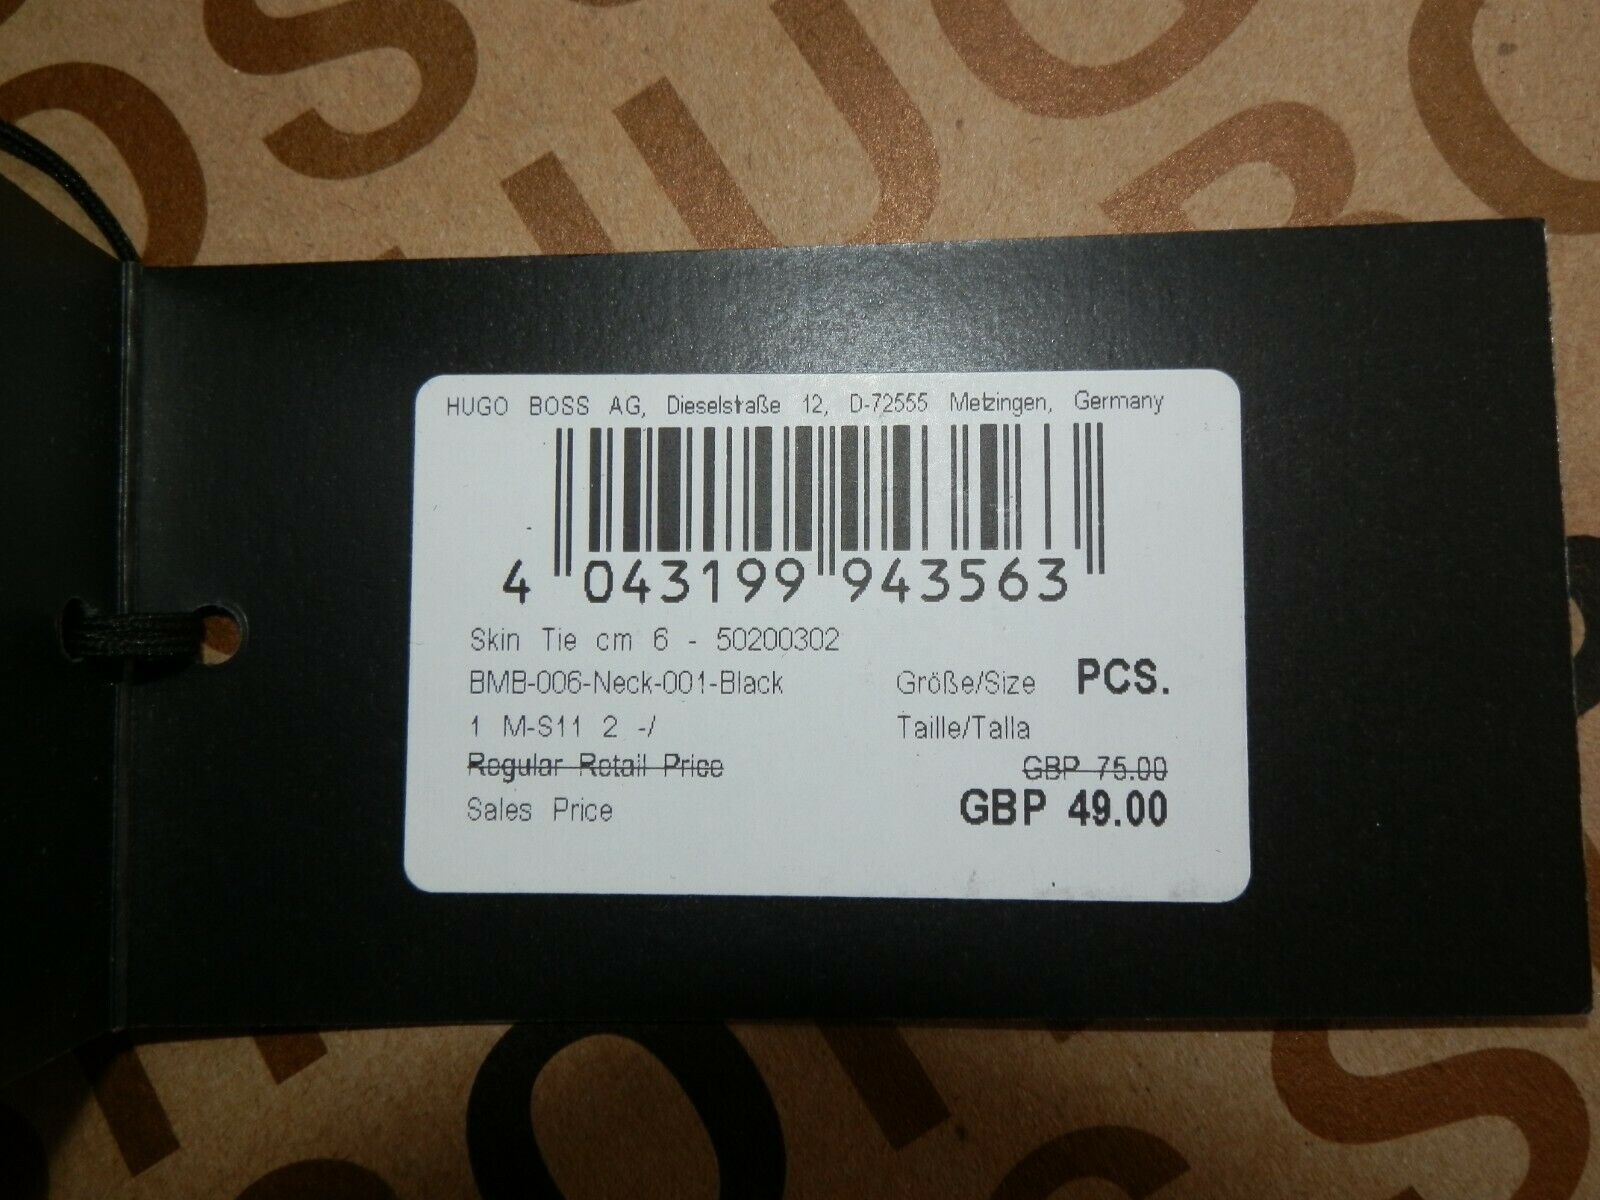 HUGO BOSS AG, Dieselstraße 12, D-72555 Metzingen, Germany
4 043199 943563
Skin Tie cm 6 - 50200302
BMB-006-Neck-001-Black Größe/Size PCS.
1 M-S11 2 -/ Taille/Talla
Regular Retail Price GBP 75.00
Sales Price GBP 49.00